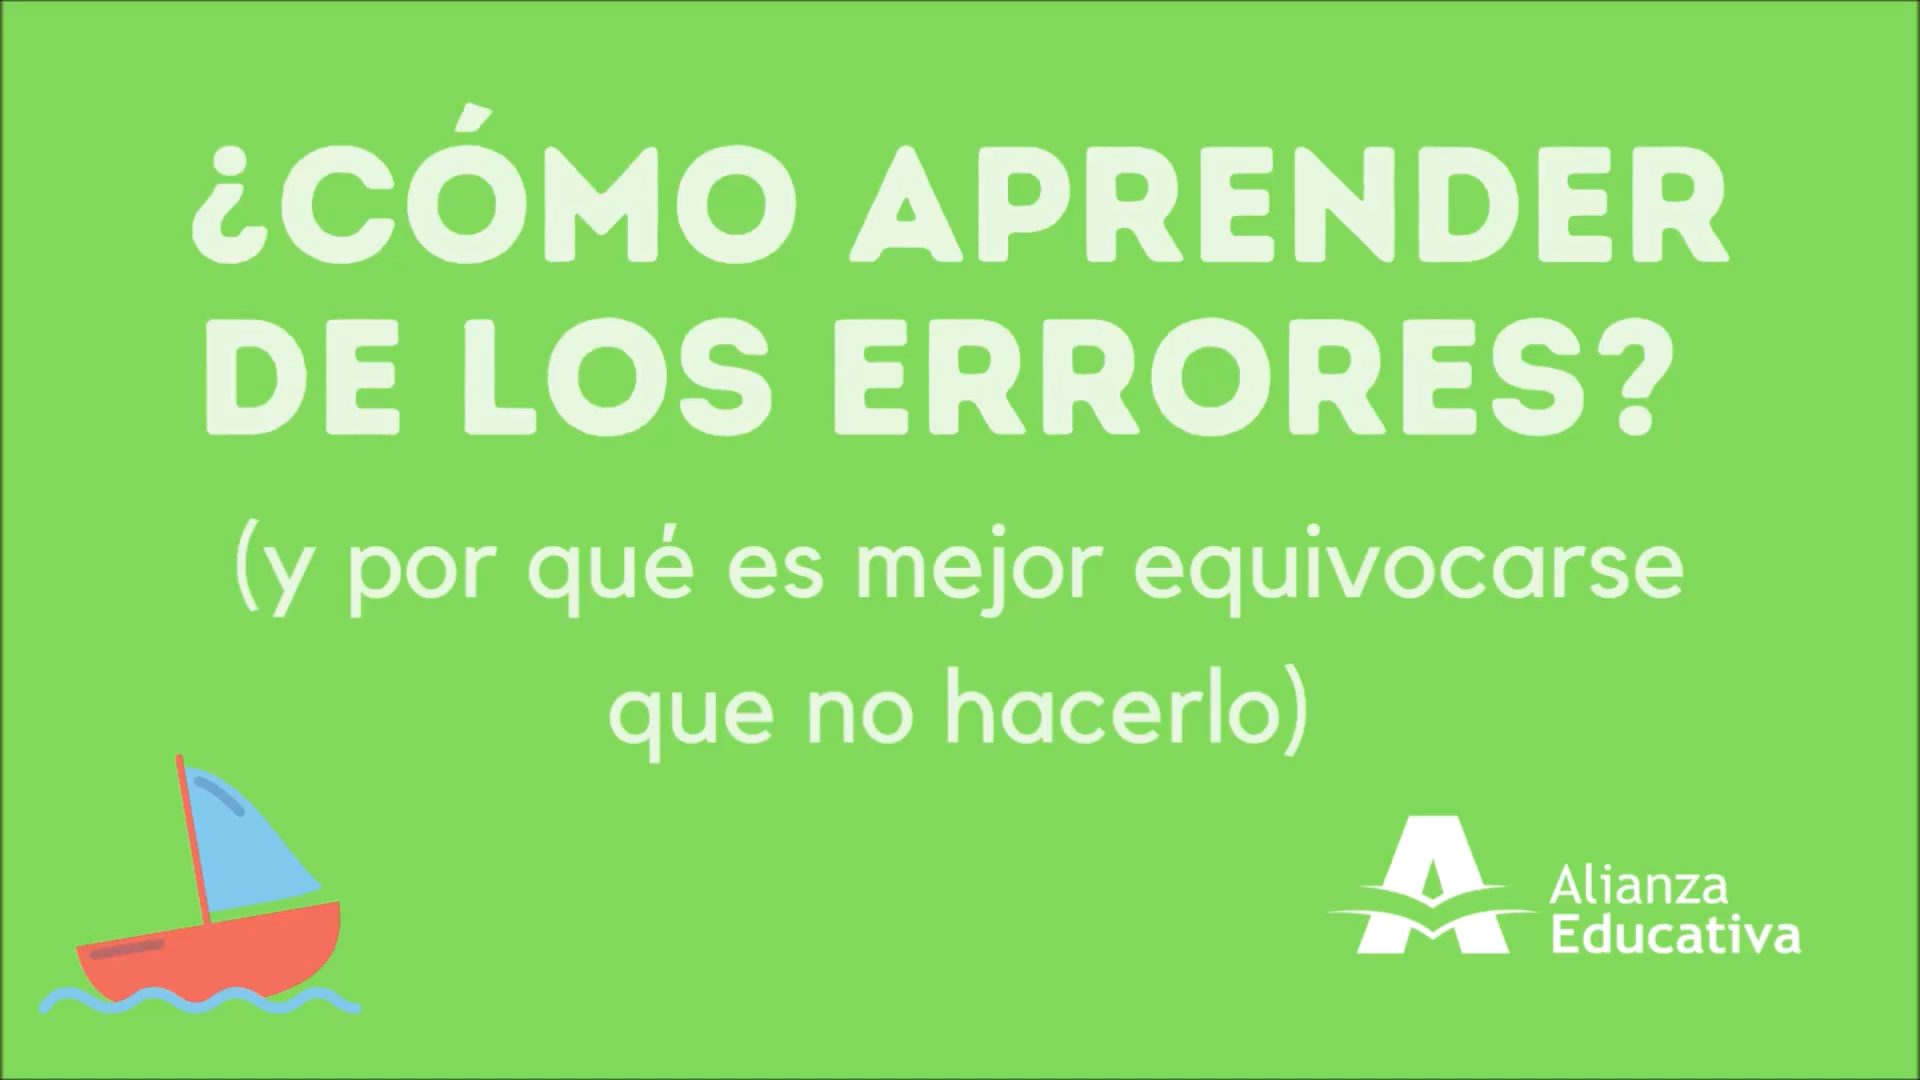 ¿CÓMO APRENDER
DE LOS ERRORES?
(y por qué es mejor equivocarse
que no hacerlo)
Alianza
Educativa